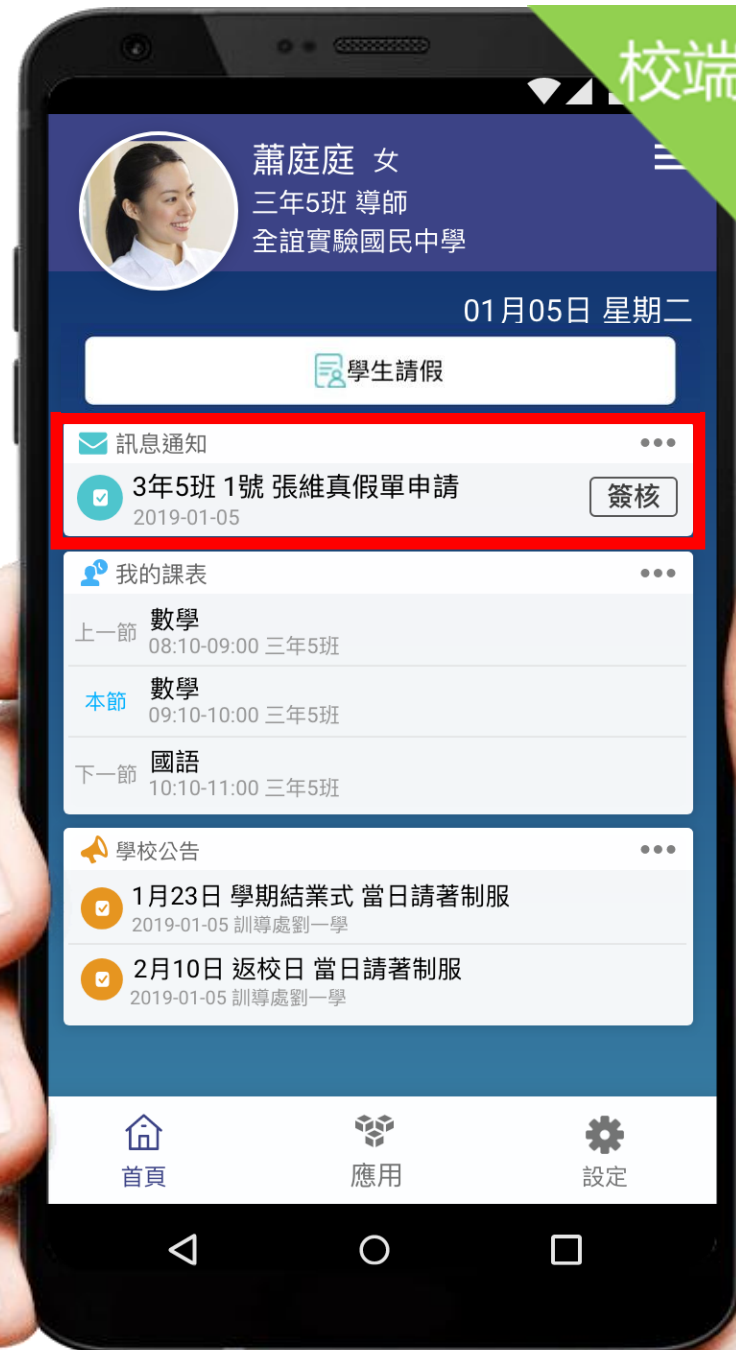 校端
蕭庭庭 女
三年5班 導師
全誼實驗國民中學
01月05日 星期二
學生請假
訊息通知
3年5班 1號 張維真假單申請
2019-01-05
簽核
我的課表
上一節 數學
08:10-09:00 三年5班
本節 數學
09:10-10:00 三年5班
下一節 國語
10:10-11:00 三年5班
學校公告
1月23日 學期結業式 當日請著制服
2019-01-05 訓導處劉一學
2月10日 返校日 當日請著制服
2019-01-05 訓導處劉一學
首頁 應用 設定